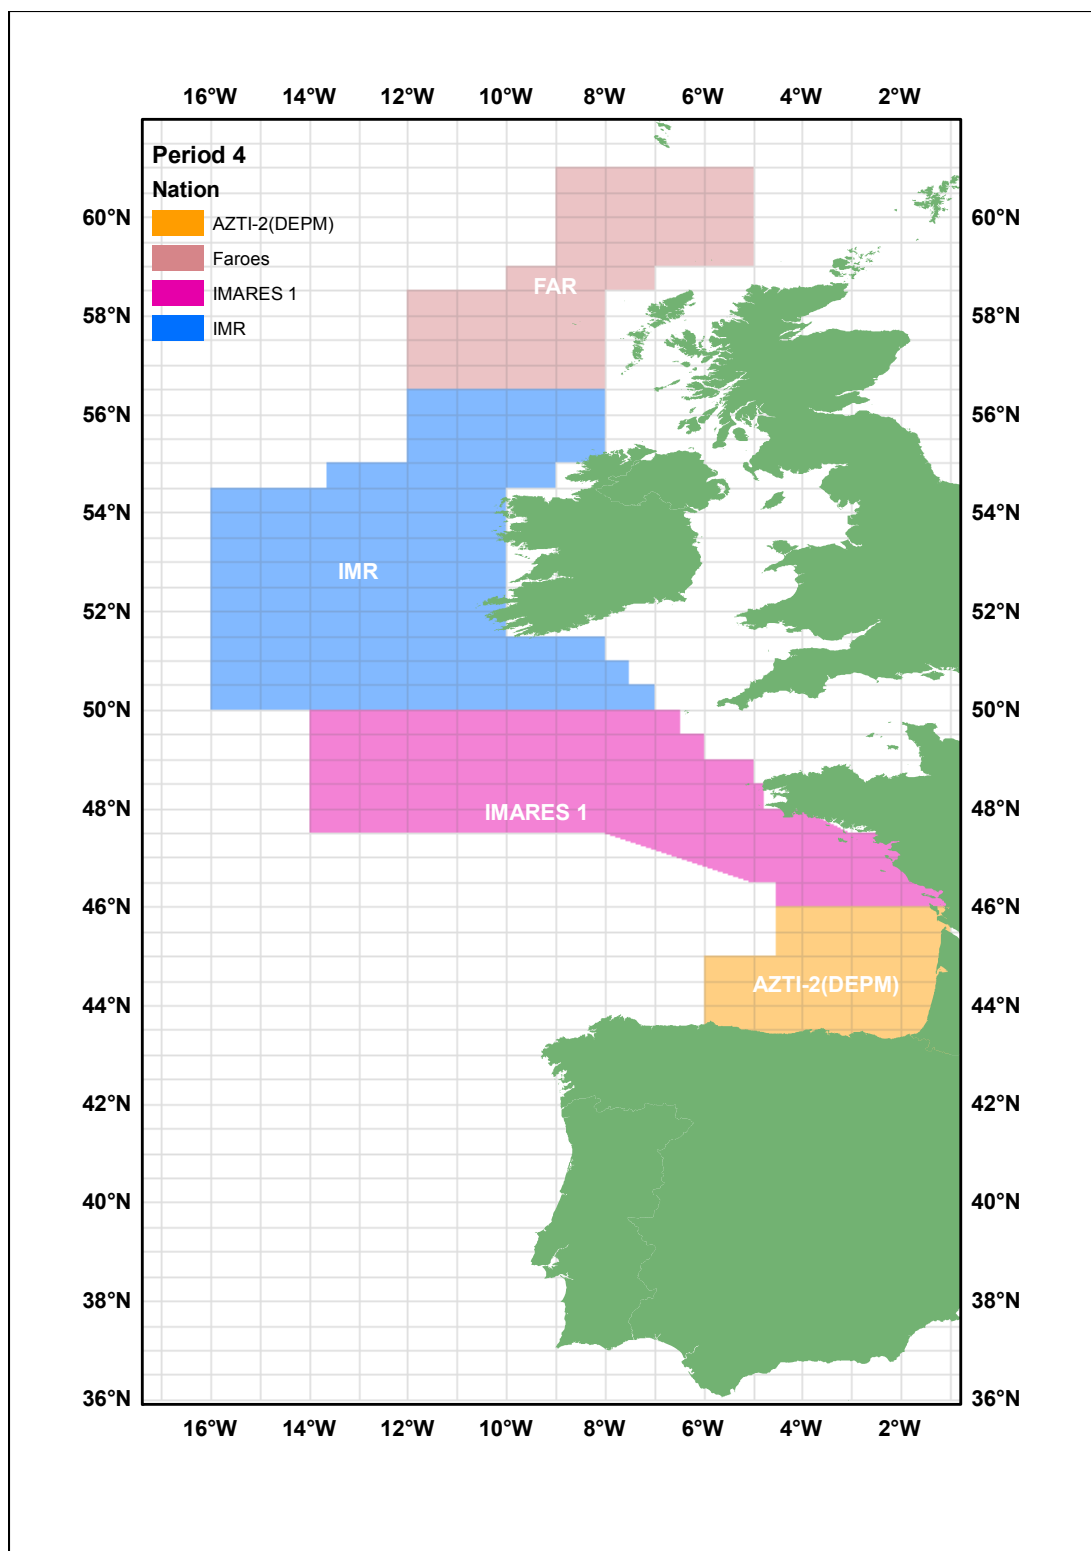 16°W 14°W 12°W 10°W 8°W 6°W 4°W 2°W
Period 4
Nation
AZTI-2(DEPM)
Faroes
IMARES 1
IMR
60°N 60°N
FAR
58°N 58°N
56°N 56°N
54°N 54°N
IMR
52°N 52°N
50°N 50°N
48°N 48°N
IMARES 1
46°N 46°N
AZTI-2(DEPM)
44°N 44°N
42°N 42°N
40°N 40°N
38°N 38°N
36°N 36°N
16°W 14°W 12°W 10°W 8°W 6°W 4°W 2°W